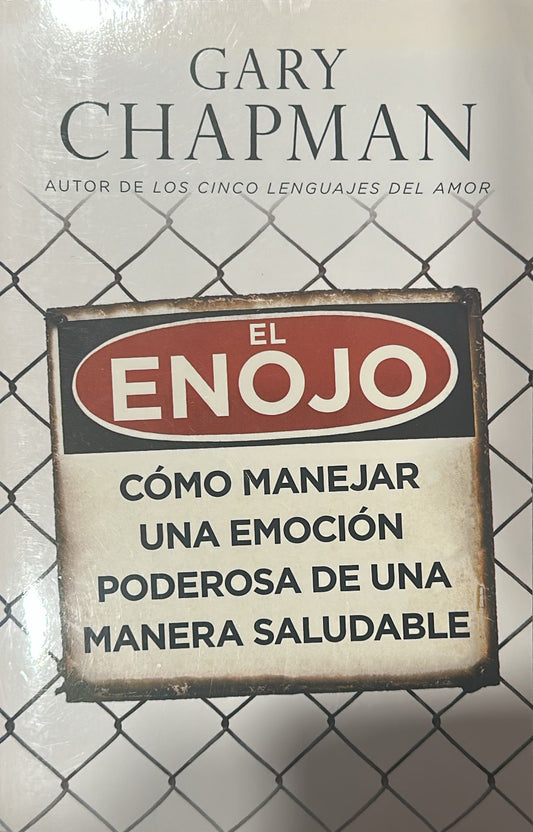 GARY
CHAPMAN
AUTOR DE LOS CINCO LENGUAJES DEL AMOR
EL
ENOJO
CÓMO MANEJAR
UNA EMOCIÓN
PODEROSA DE UNA
MANERA SALUDABLE